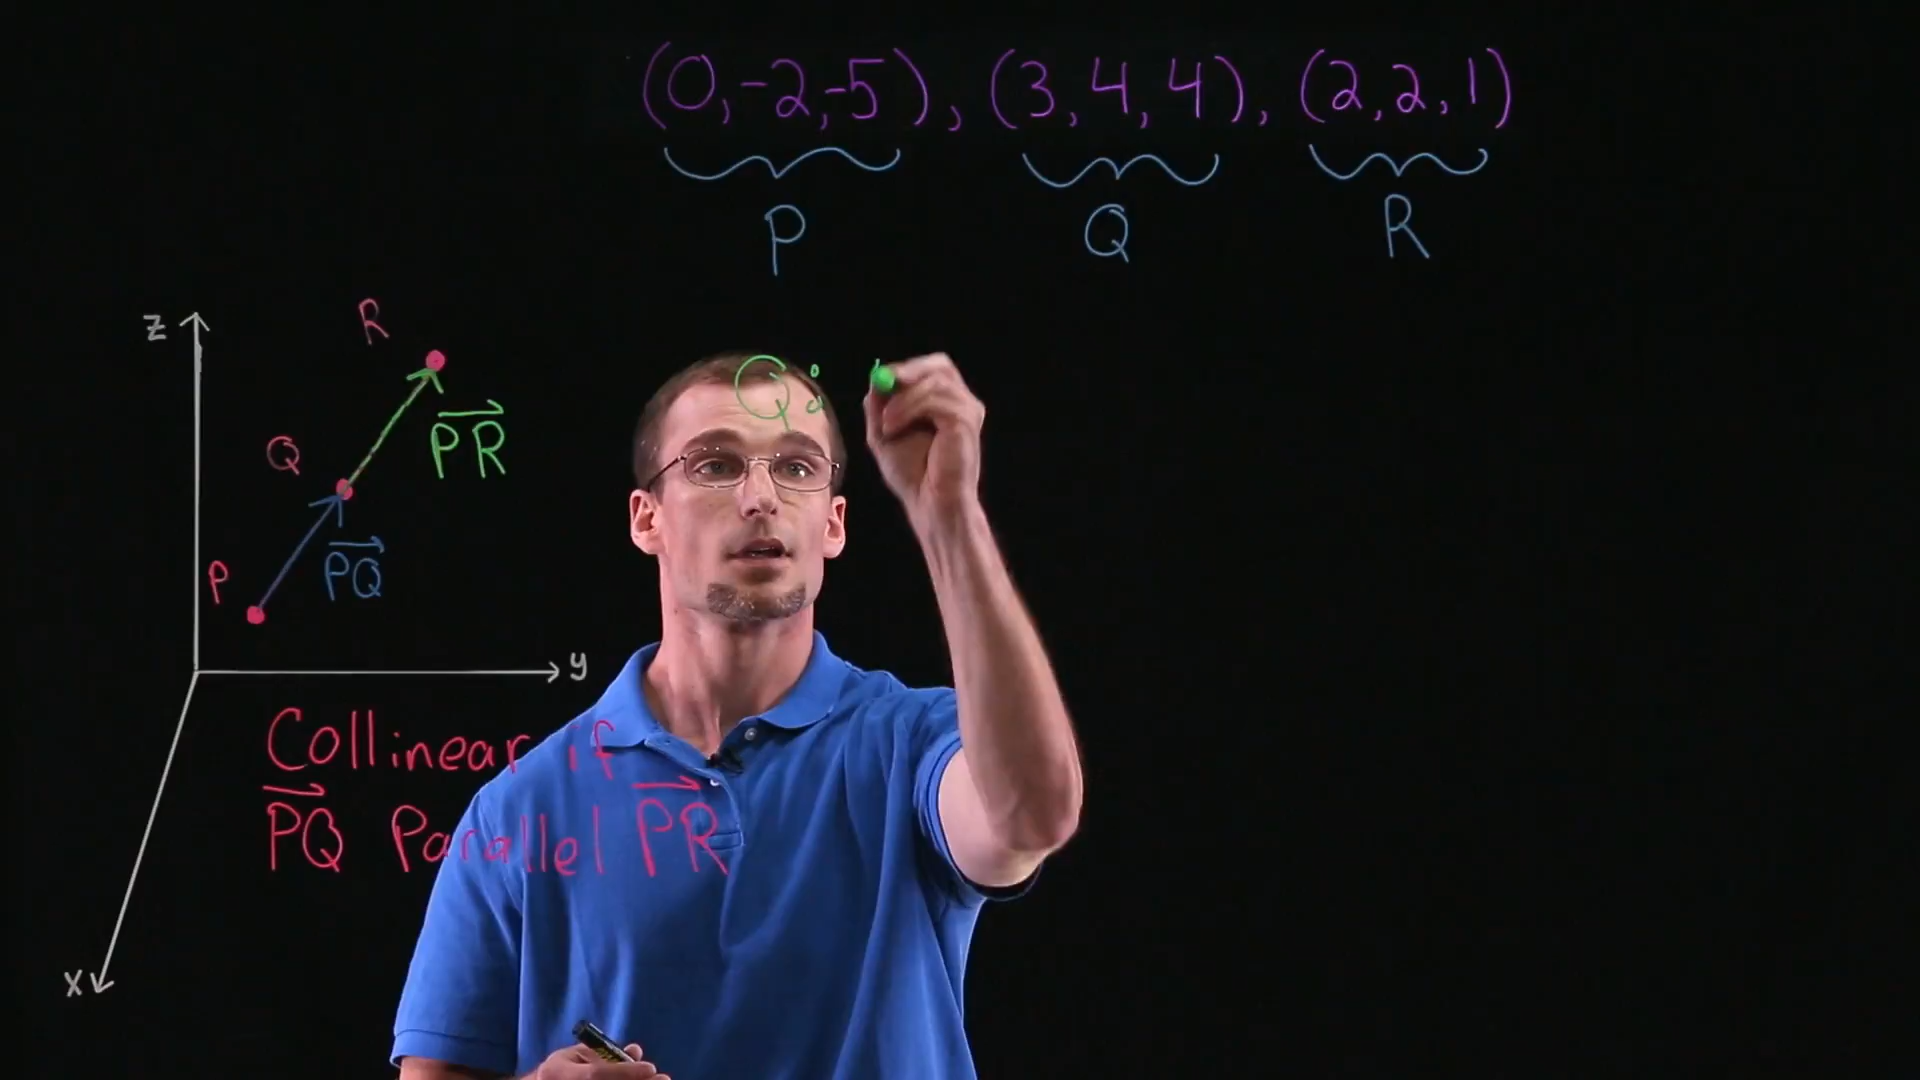 (0,-2,-5), (3,4,4), (2,2,1)
P Q R
Z
R
PR
Q
PQ
P
y
Collinear if
PQ Parallel PR
x
Q: